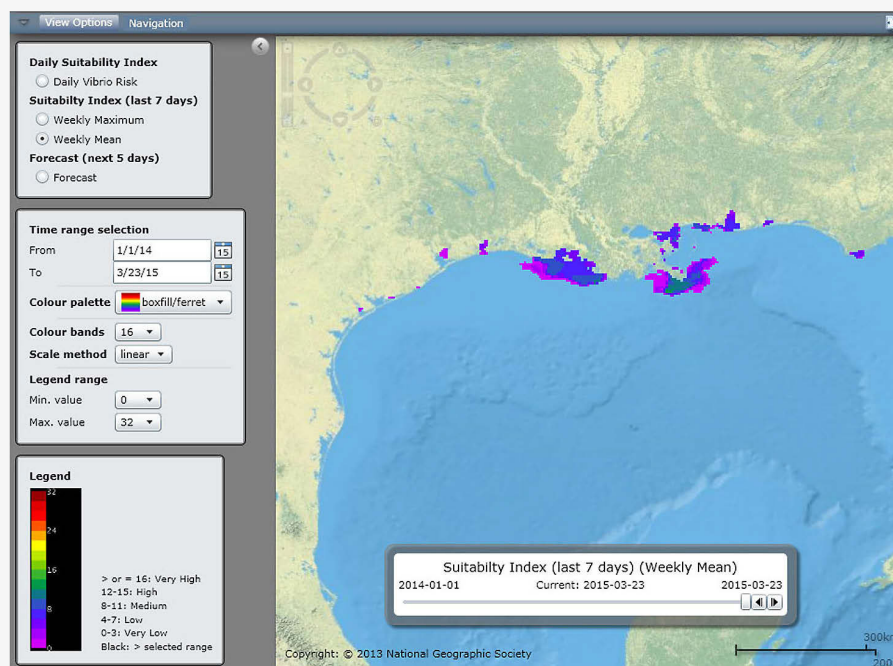 View Options Navigation
Daily Suitability Index
Daily Vibrio Risk
Suitabilty Index (last 7 days)
Weekly Maximum
Weekly Mean
Forecast (next 5 days)
Forecast
Time range selection
From 1/1/14 15
To 3/23/15 15
Colour palette boxfill/ferret
Colour bands 16
Scale method linear
Legend range
Min. value 0
Max. value 32
Legend
32
24
16
8
0
> or = 16: Very High
12-15: High
8-11: Medium
4-7: Low
0-3: Very Low
Black: > selected range
Suitabilty Index (last 7 days) (Weekly Mean)
2014-01-01 Current: 2015-03-23 2015-03-23
Copyright: © 2013 National Geographic Society
300km